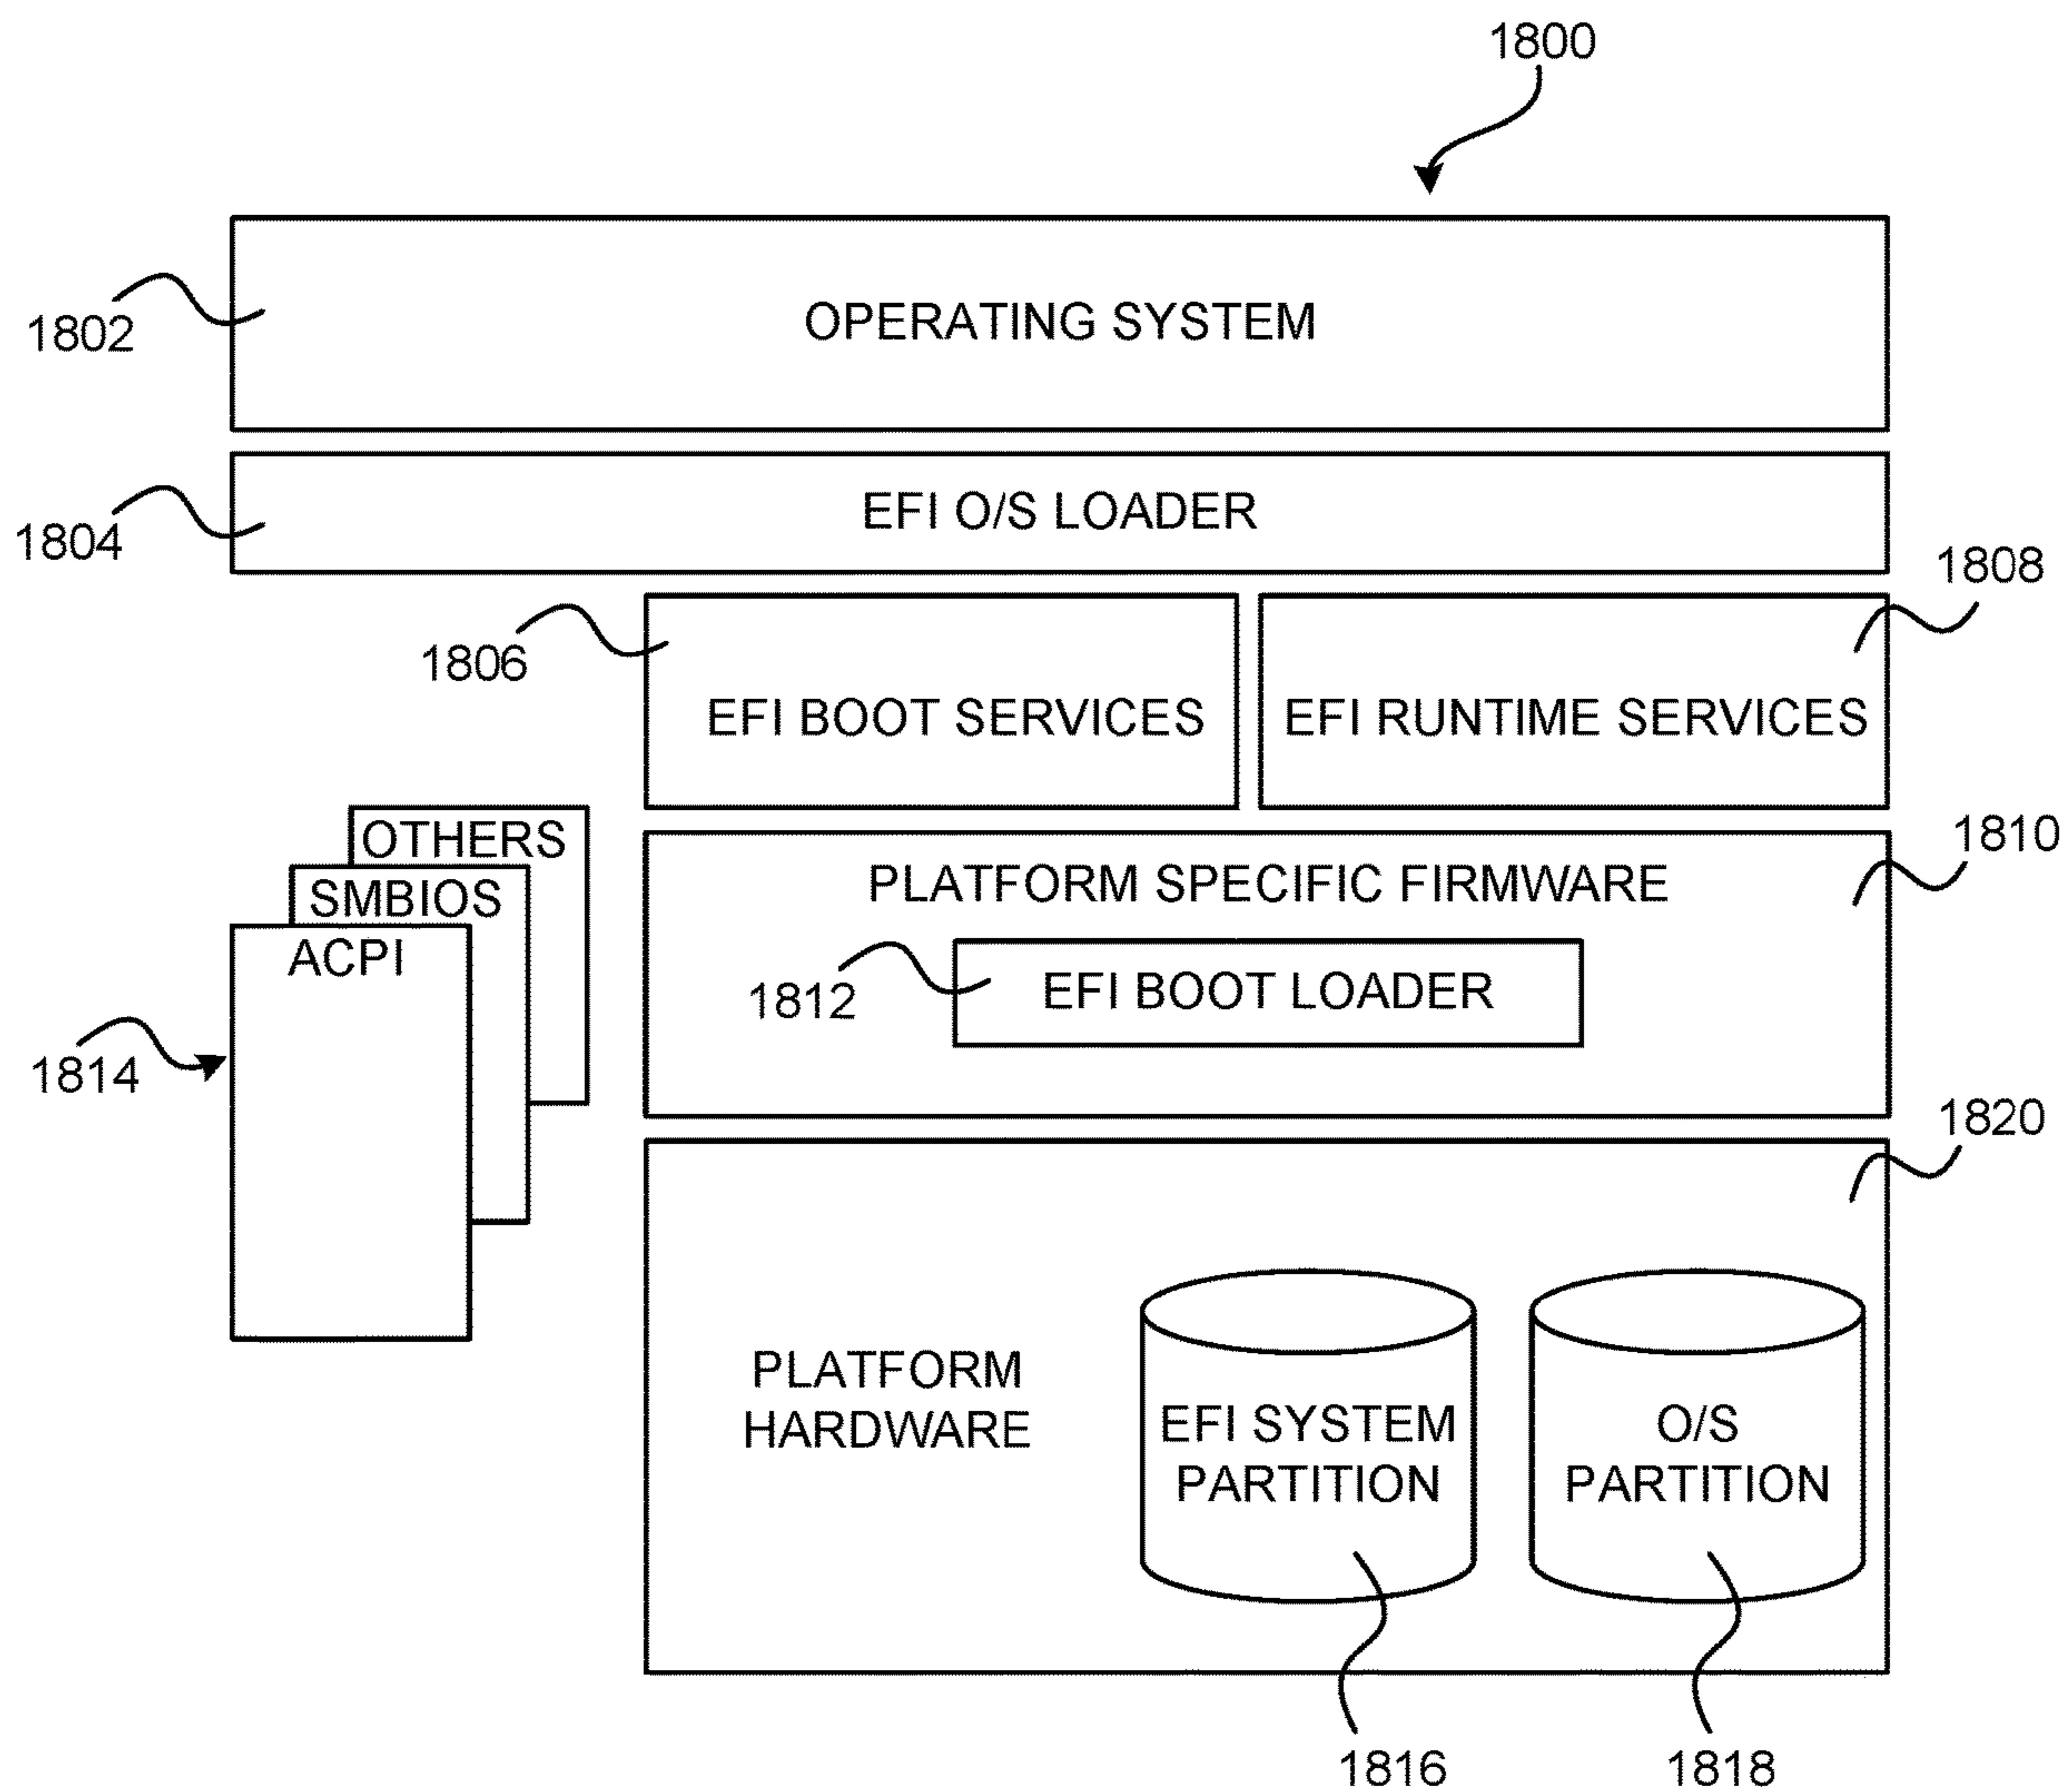 1800
OPERATING SYSTEM
1802
EFI O/S LOADER
1804
1808
1806
EFI BOOT SERVICES
EFI RUNTIME SERVICES
OTHERS
SMBIOS
ACPI
1814
1810
PLATFORM SPECIFIC FIRMWARE
1812
EFI BOOT LOADER
1820
PLATFORM
HARDWARE
EFI SYSTEM
PARTITION
O/S
PARTITION
1816
1818